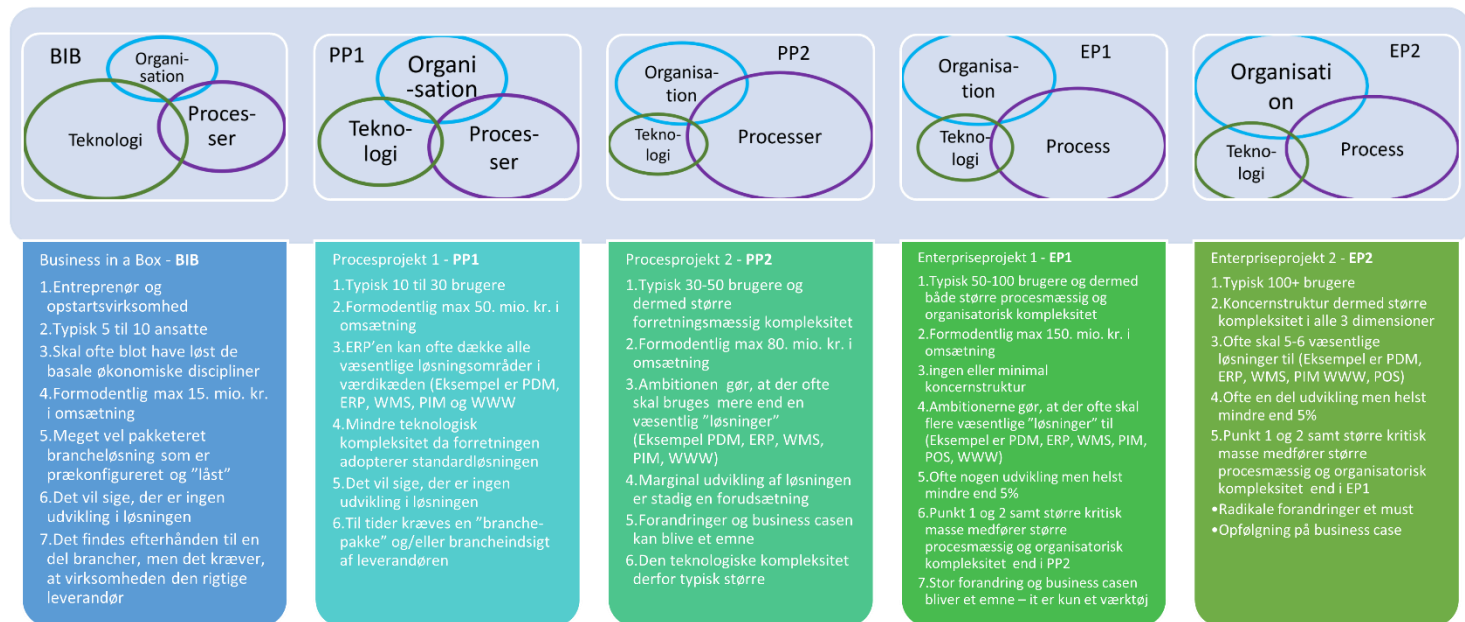 BIB
Organi-
sation
Teknologi
Proces-
ser
PP1
Organi
-sation
Tekno-
logi
Proces-
ser
PP2
Organisa-
tion
Tekno-
logi
Processer
EP1
Organisa-
tion
Tekno-
logi
Process
EP2
Organisati
on
Tekno-
logi
Process
Business in a Box - BIB
1.Entreprenør og
opstartsvirksomhed
2.Typisk 5 til 10 ansatte
3.Skal ofte blot have løst de
basale økonomiske discipliner
4.Formodentlig max 15. mio. kr.
i omsætning
5.Meget vel pakketeret
brancheløsning som er
prækonfigureret og ”låst”
6.Det vil sige, der er ingen
udvikling i løsningen
7.Det findes efterhånden til en
del brancher, men det kræver,
at virksomheden den rigtige
leverandør
Procesprojekt 1 - PP1
1.Typisk 10 til 30 brugere
2.Formodentlig max 50. mio. kr. i
omsætning
3.ERP’en kan ofte dække alle
væsentlige løsningsområder i
værdikæden (Eksempel er PDM,
ERP, WMS, PIM og WWW
4.Mindre teknologisk
kompleksitet da forretningen
adopterer standardløsningen
5.Det vil sige, der er ingen
udvikling i løsningen
6.Til tider kræves en ”branche-
pakke” og/eller brancheindsigt
af leverandøren
Procesprojekt 2 - PP2
1.Typisk 30-50 brugere og
dermed større
forretningsmæssig kompleksitet
2.Formodentlig max 80. mio. kr. i
omsætning
3.Ambitionen gør, at der ofte
skal bruges mere end en
væsentlig ”løsninger”
(Eksempel PDM, ERP, WMS,
PIM, WWW)
4.Marginal udvikling af løsningen
er stadig en forudsætning
5.Forandringer og business casen
kan blive et emne
6.Den teknologiske kompleksitet
derfor typisk større
Enterpriseprojekt 1 - EP1
1.Typisk 50-100 brugere og dermed
både større procesmæssig og
organisatorisk kompleksitet
2.Formodentlig max 150. mio. kr. i
omsætning
3.ingen eller minimal
koncernstruktur
4.Ambitionerne gør, at der ofte skal
flere væsentlige ”løsninger” til
(Eksempel er PDM, ERP, WMS, PIM,
POS, WWW)
5.Ofte nogen udvikling men helst
mindre end 5%
6.Punkt 1 og 2 samt større kritisk
masse medfører større
procesmæssig og organisatorisk
kompleksitet end i PP2
7.Stor forandring og business casen
bliver et emne – it er kun et værktøj
Enterpriseprojekt 2 - EP2
1.Typisk 100+ brugere
2.Koncernstruktur dermed større
kompleksitet i alle 3 dimensioner
3.Ofte skal 5-6 væsentlige
løsninger til (Eksempel er PDM,
ERP, WMS, PIM WWW, POS)
4.Ofte en del udvikling men helst
mindre end 5%
5.Punkt 1 og 2 samt større kritisk
masse medfører større
procesmæssig og organisatorisk
kompleksitet end i EP1
•Radikale forandringer et must
•Opfølgning på business case